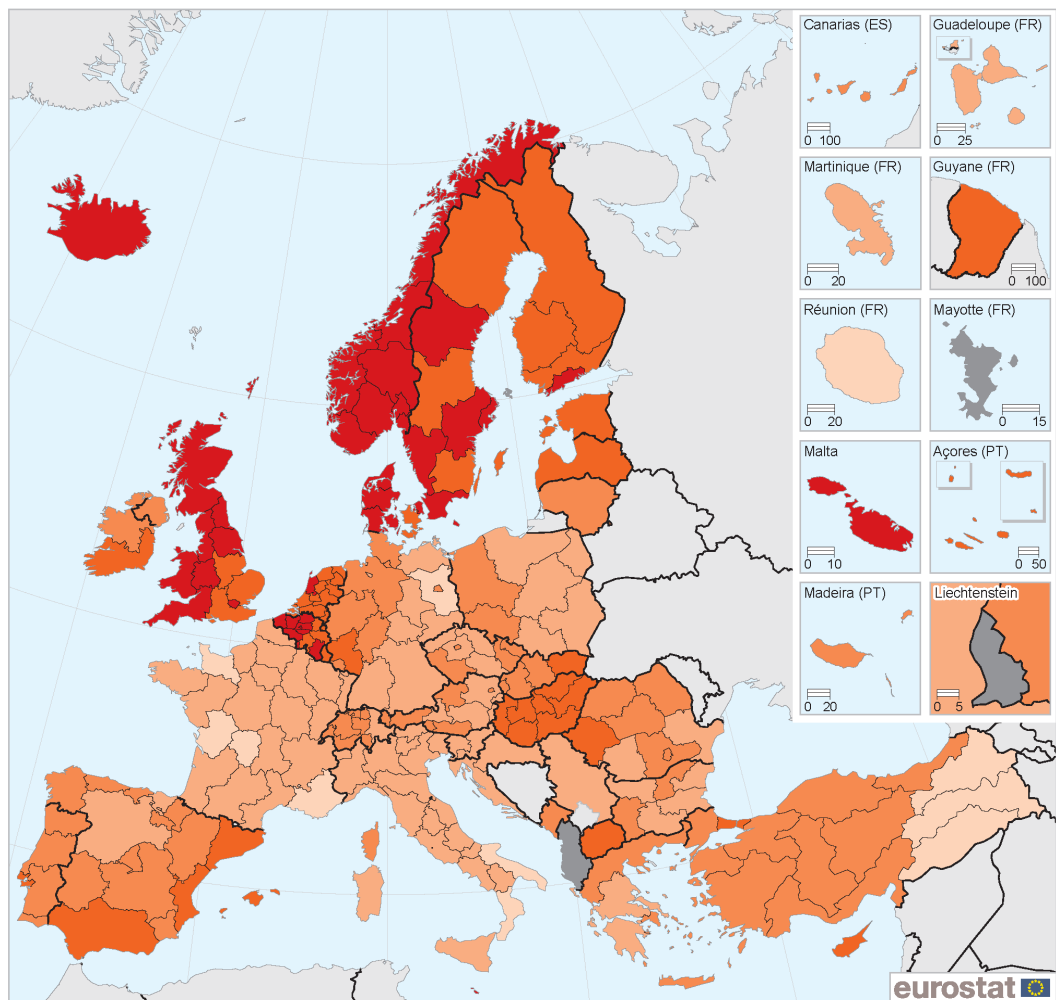 Canarias (ES)
0 100
Guadeloupe (FR)
0 25
Martinique (FR)
0 20
Guyane (FR)
0 100
Réunion (FR)
0 20
Mayotte (FR)
0 15
Malta
0 10
Açores (PT)
0 50
Madeira (PT)
0 20
Liechtenstein
0 5
eurostat